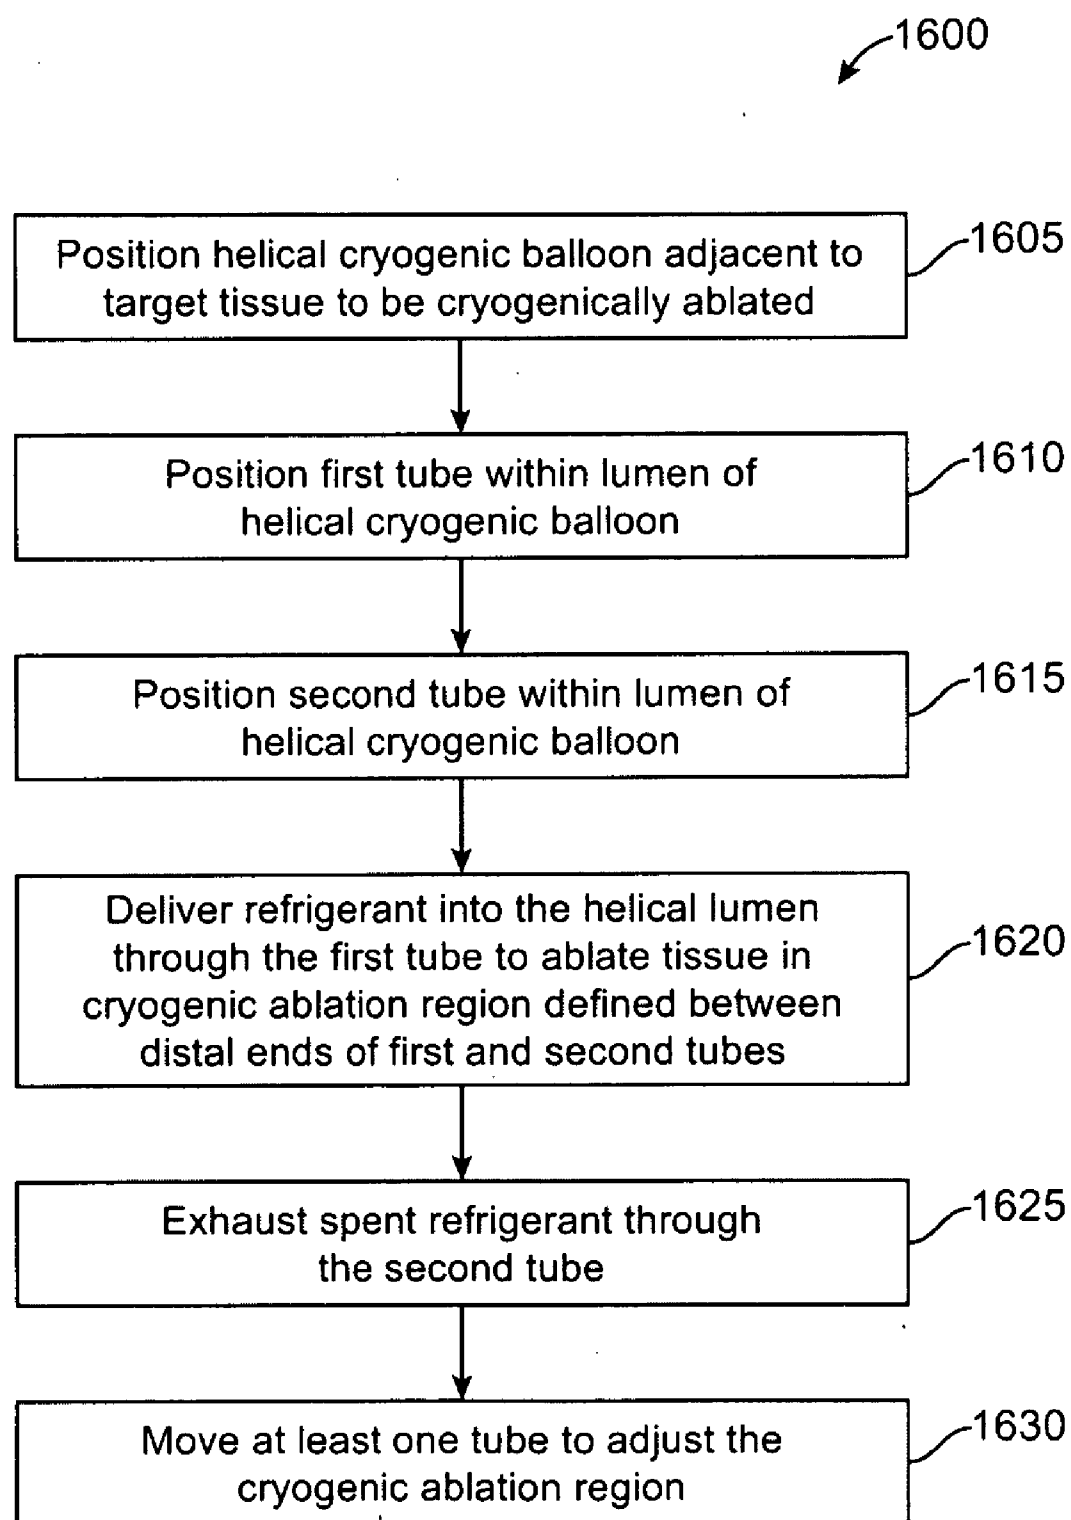 1600
Position helical cryogenic balloon adjacent to
target tissue to be cryogenically ablated
1605
Position first tube within lumen of
helical cryogenic balloon
1610
Position second tube within lumen of
helical cryogenic balloon
1615
Deliver refrigerant into the helical lumen
through the first tube to ablate tissue in
cryogenic ablation region defined between
distal ends of first and second tubes
1620
Exhaust spent refrigerant through
the second tube
1625
Move at least one tube to adjust the
cryogenic ablation region
1630